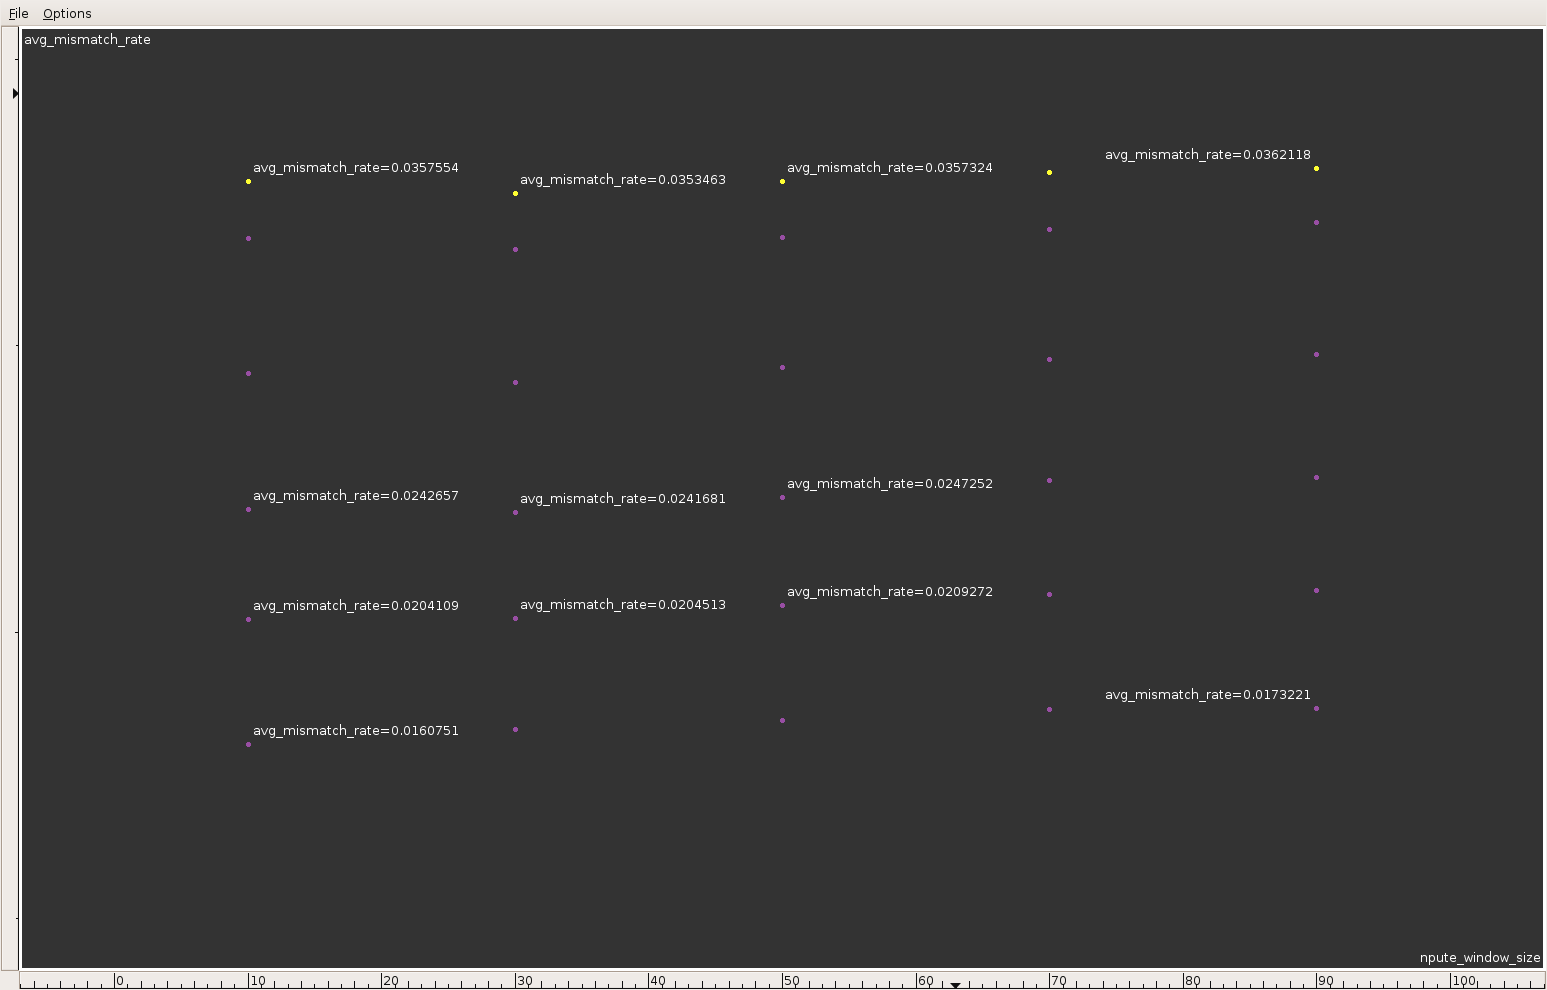 File Options
avg_mismatch_rate
avg_mismatch_rate=0.0362118
avg_mismatch_rate=0.0357554
avg_mismatch_rate=0.0357324
avg_mismatch_rate=0.0353463
avg_mismatch_rate=0.0247252
avg_mismatch_rate=0.0242657
avg_mismatch_rate=0.0241681
avg_mismatch_rate=0.0209272
avg_mismatch_rate=0.0204109
avg_mismatch_rate=0.0204513
avg_mismatch_rate=0.0173221
avg_mismatch_rate=0.0160751
npute_window_size
0 10 20 30 40 50 60 70 80 90 100